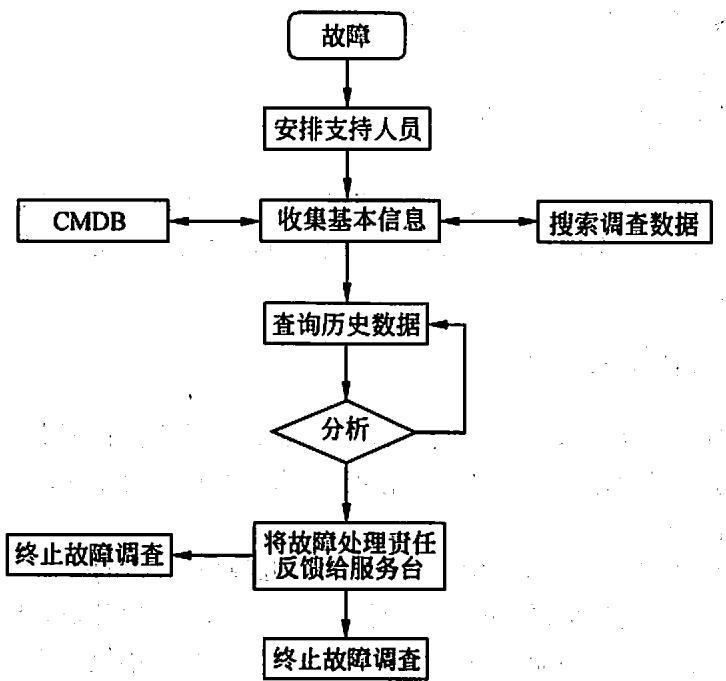 故障
安排支持人员
CMDB
收集基本信息
搜索调查数据
查询历史数据
分析
终止故障调查
将故障处理责任
反馈给服务台
终止故障调查